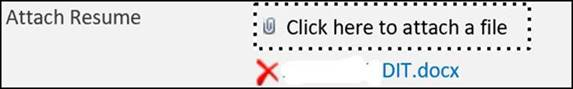 Attach Resume
Click here to attach a file
DIT.docx